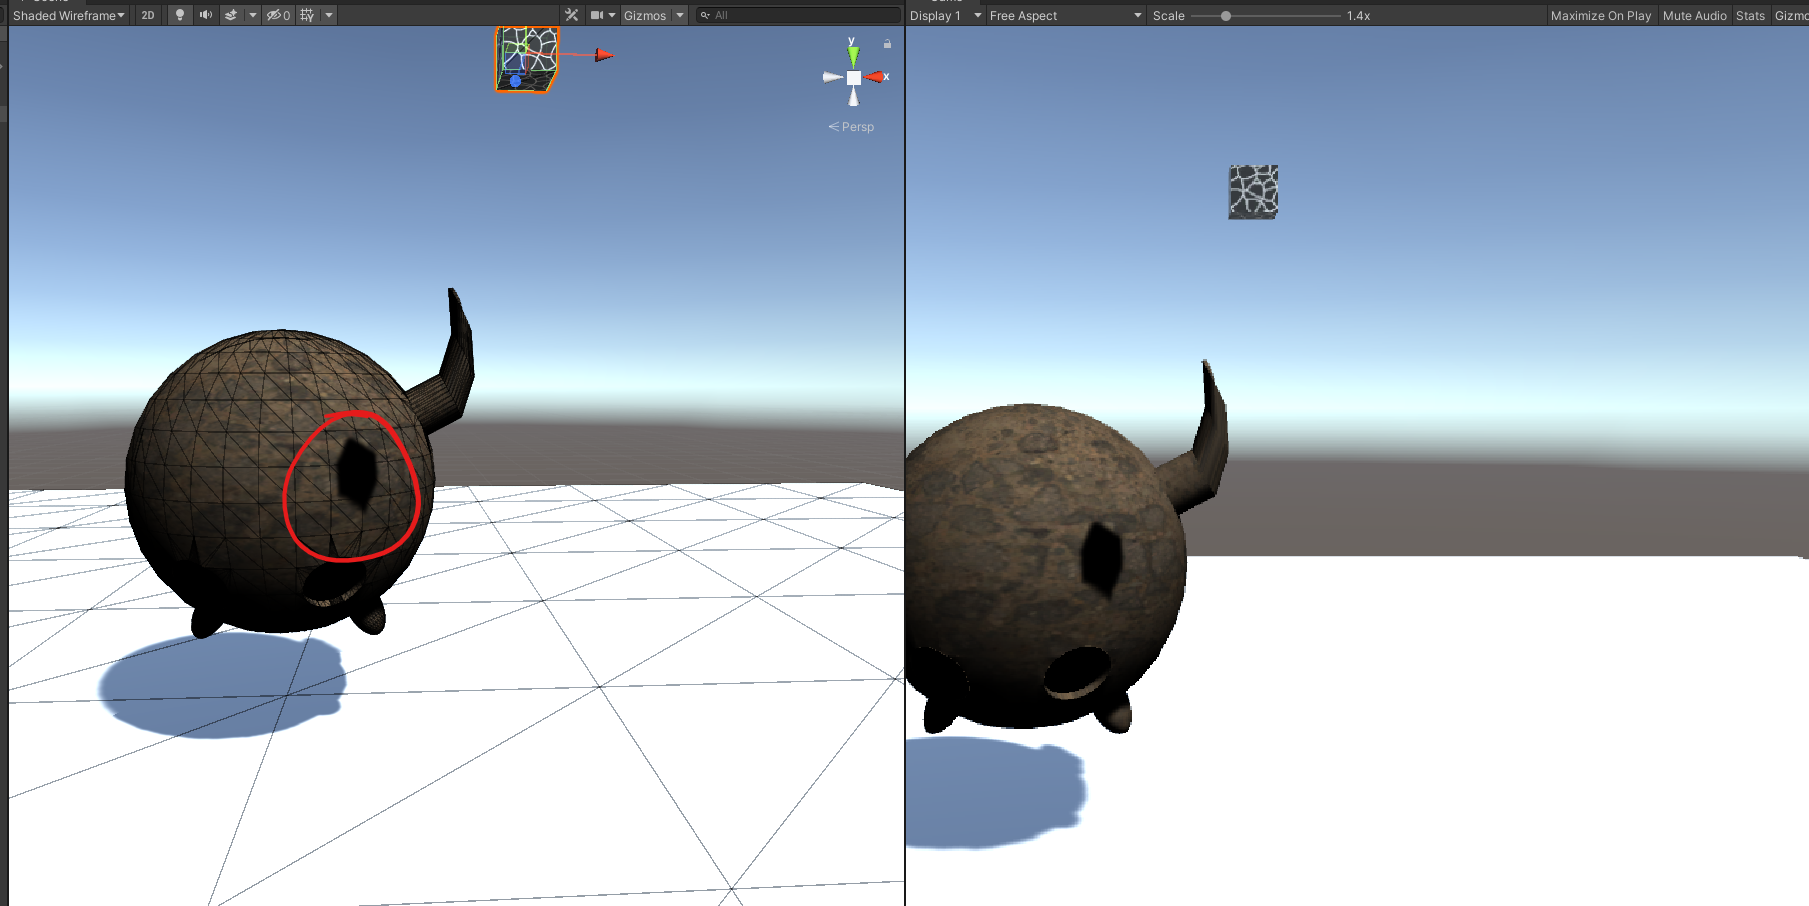 Shaded Wireframe
2D
0
Gizmos
All
y
x
Persp
Display 1
Free Aspect
Scale
1.4x
Maximize On Play
Mute Audio
Stats
Gizmo